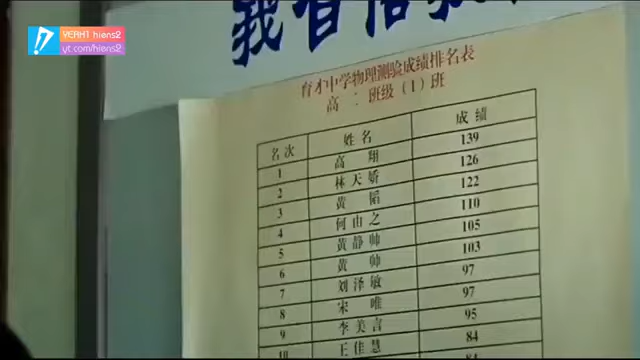 YEAH1 hiens2
yt com/hiens2
我
育才中学物理测验成绩排名表
高二班级（1）班
名次 姓名 成绩
1 高翔 139
2 林天娇 126
3 黄韬 122
4 何由之 110
5 黄静帅 105
6 黄帅 103
7 刘泽敏 97
8 宋唯 97
9 李美言 95
10 王佳慧 84
84